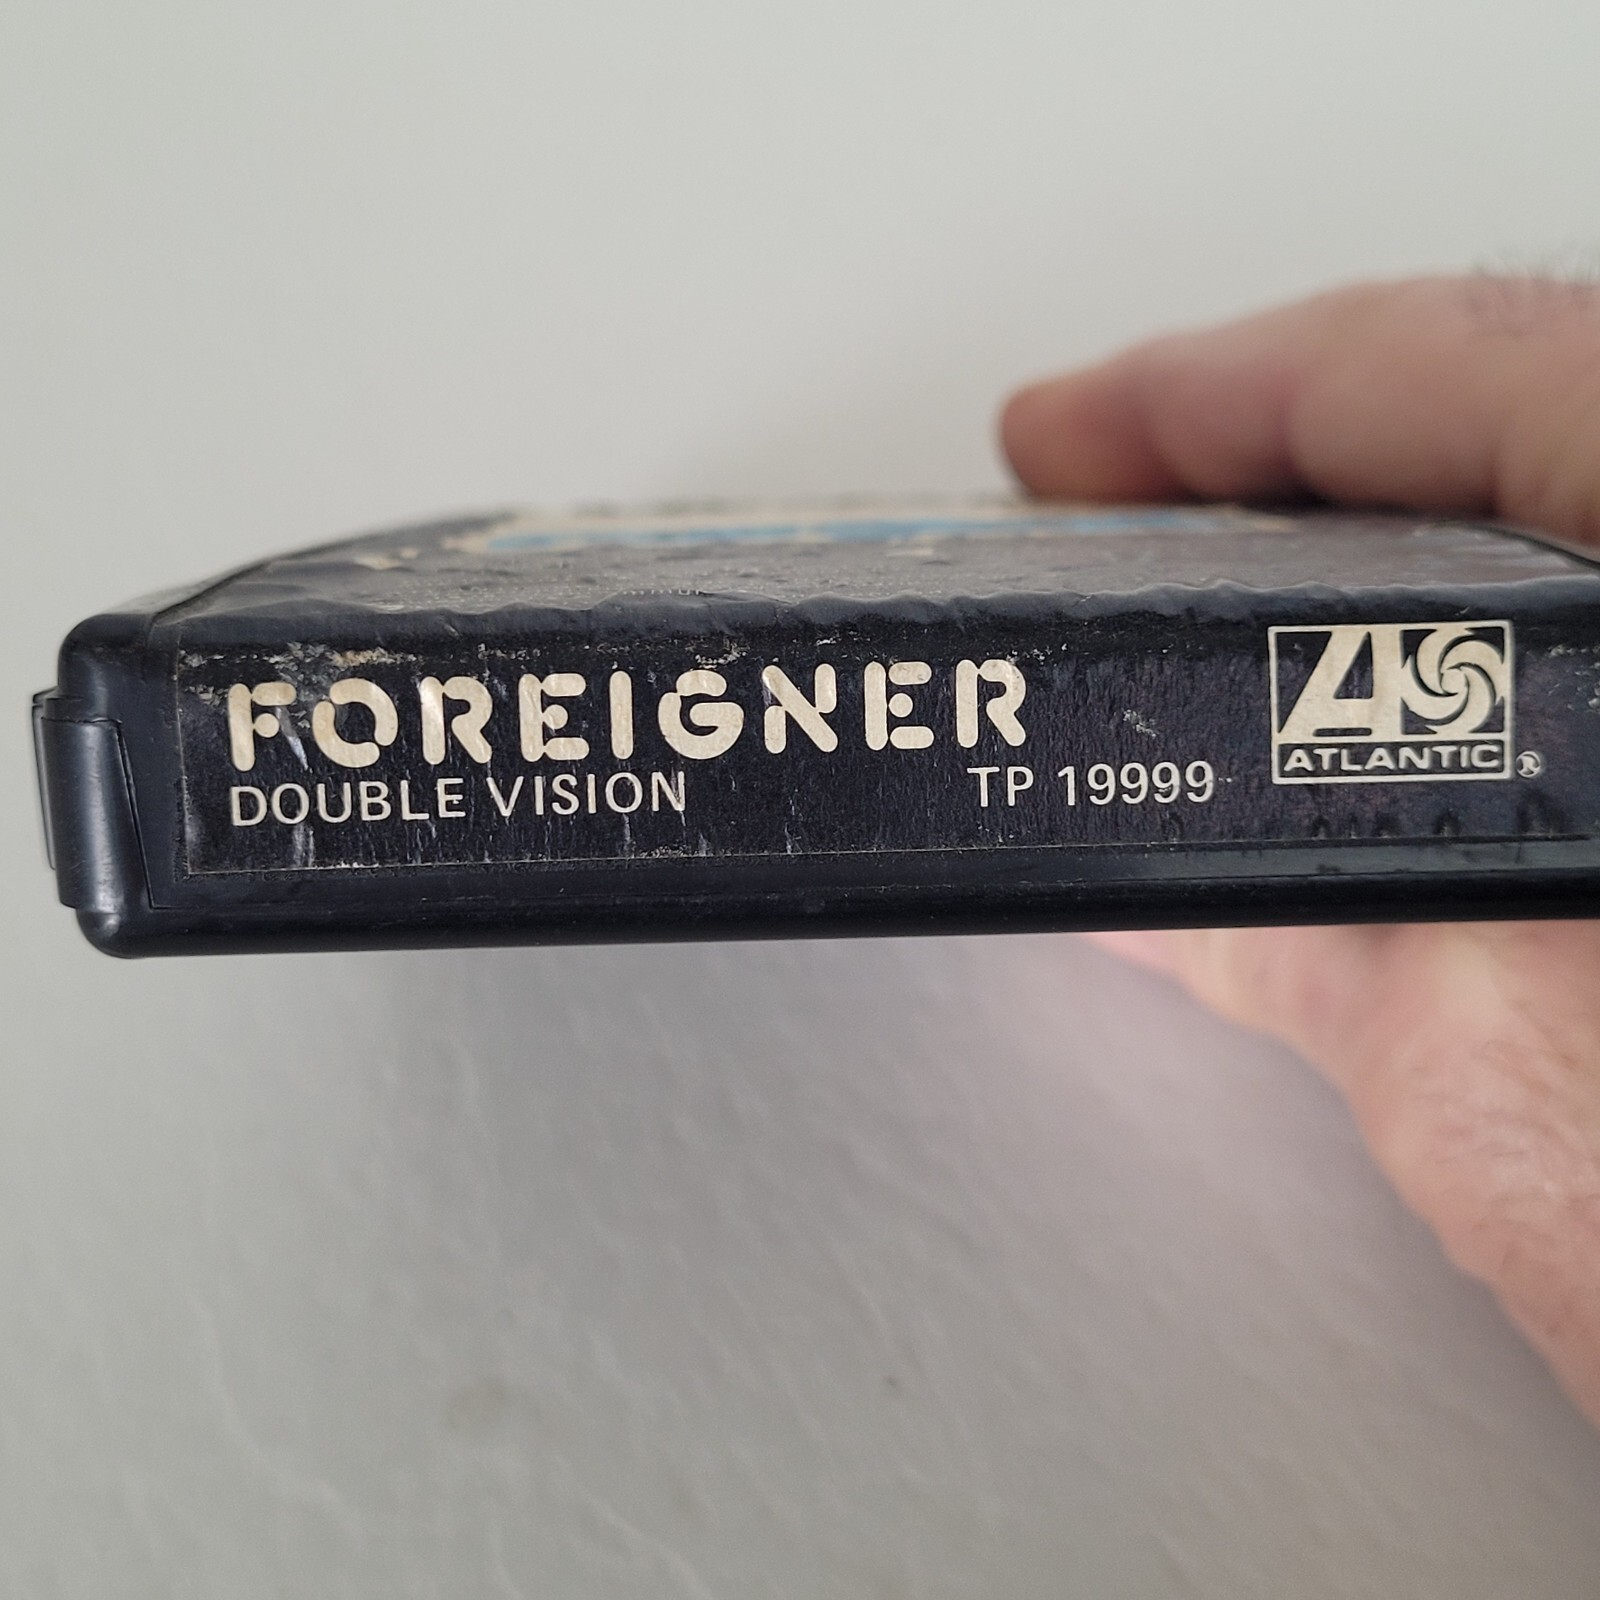 FOREIGNER
DOUBLE VISION
TP 19999
ATLANTIC
®